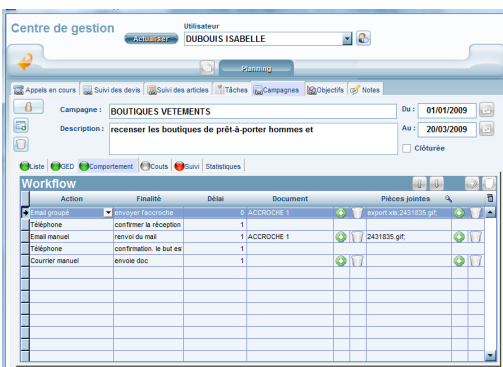 Centre de gestion
Utilisateur
Actualiser
DUBOUIS ISABELLE
Planning
Appels en cours
Suivi des devis
Suivi des articles
Tâches
Campagnes
Objectifs
Notes
Campagne :
BOUTIQUES VETEMENTS
Du :
01/01/2009
Description :
recenser les boutiques de prêt-à-porter hommes et
Au :
20/03/2009
Clôturée
Liste
GED
Comportement
Couts
Suivi
Statistiques
Workflow
Action
Finalité
Délai
Document
Pièces jointes
Email groupé
envoyer l'accroche
0
ACCROCHE 1
export.xls;2431835.gif;
Téléphone
confirmer la réception
1
Email manuel
renvoi du mail
1
ACCROCHE 1
2431835.gif;
Téléphone
confirmation. le but es
1
Courrier manuel
envoie doc
1